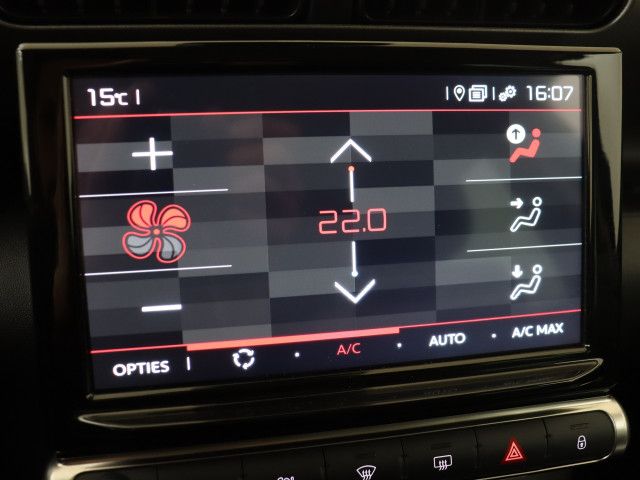 15°C
16:07
22.0
OPTIES
A/C
AUTO
A/C MAX